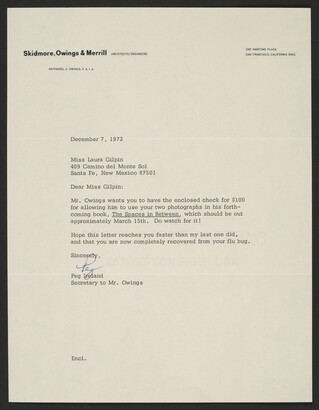 Skidmore, Owings & Merrill ARCHITECTS/ENGINEERS
ONE MARITIME PLAZA
SAN FRANCISCO, CALIFORNIA 94111
NATHANIEL A. OWINGS, F. A. I. A.
December 7, 1972
Miss Laura Gilpin
409 Camino del Monte Sol
Santa Fe, New Mexico 87501
Dear Miss Gilpin:
Mr. Owings wants you to have the enclosed check for $100
for allowing him to use your two photographs in his forth-
coming book, The Spaces in Between, which should be out
approximately March 15th. Do watch for it!
Hope this letter reaches you faster than my last one did,
and that you are now completely recovered from your flu bug.
Sincerely,
Peg
Peg Ireland
Secretary to Mr. Owings
Encl.